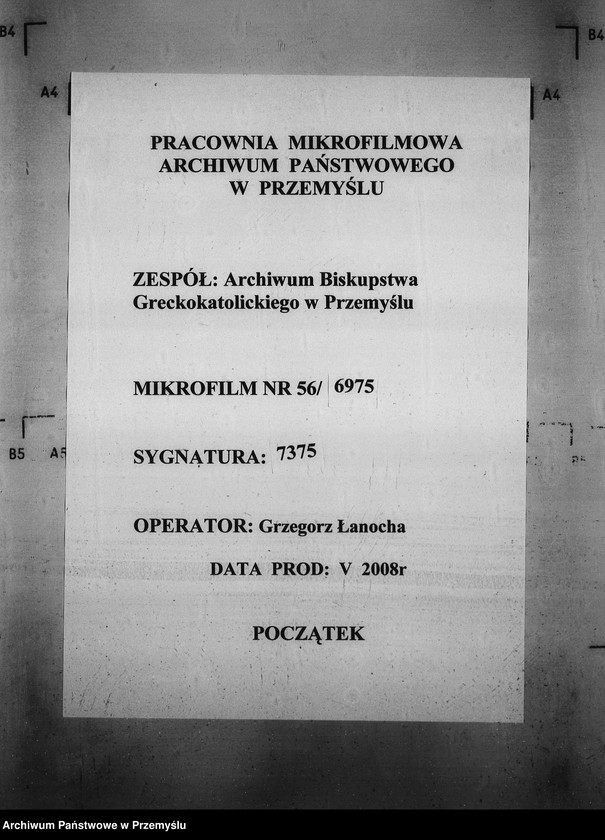 B4
B4
A4
A4
PRACOWNIA MIKROFILMOWA
ARCHIWUM PAŃSTWOWEGO
W PRZEMYŚLU
ZESPÓŁ: Archiwum Biskupstwa
Greckokatolickiego w Przemyślu
MIKROFILM NR 56/ 6975
B5 A5
SYGNATURA: 7375
OPERATOR: Grzegorz Łanocha
DATA PROD: V 2008r
POCZĄTEK
Archiwum Państwowe w Przemyślu